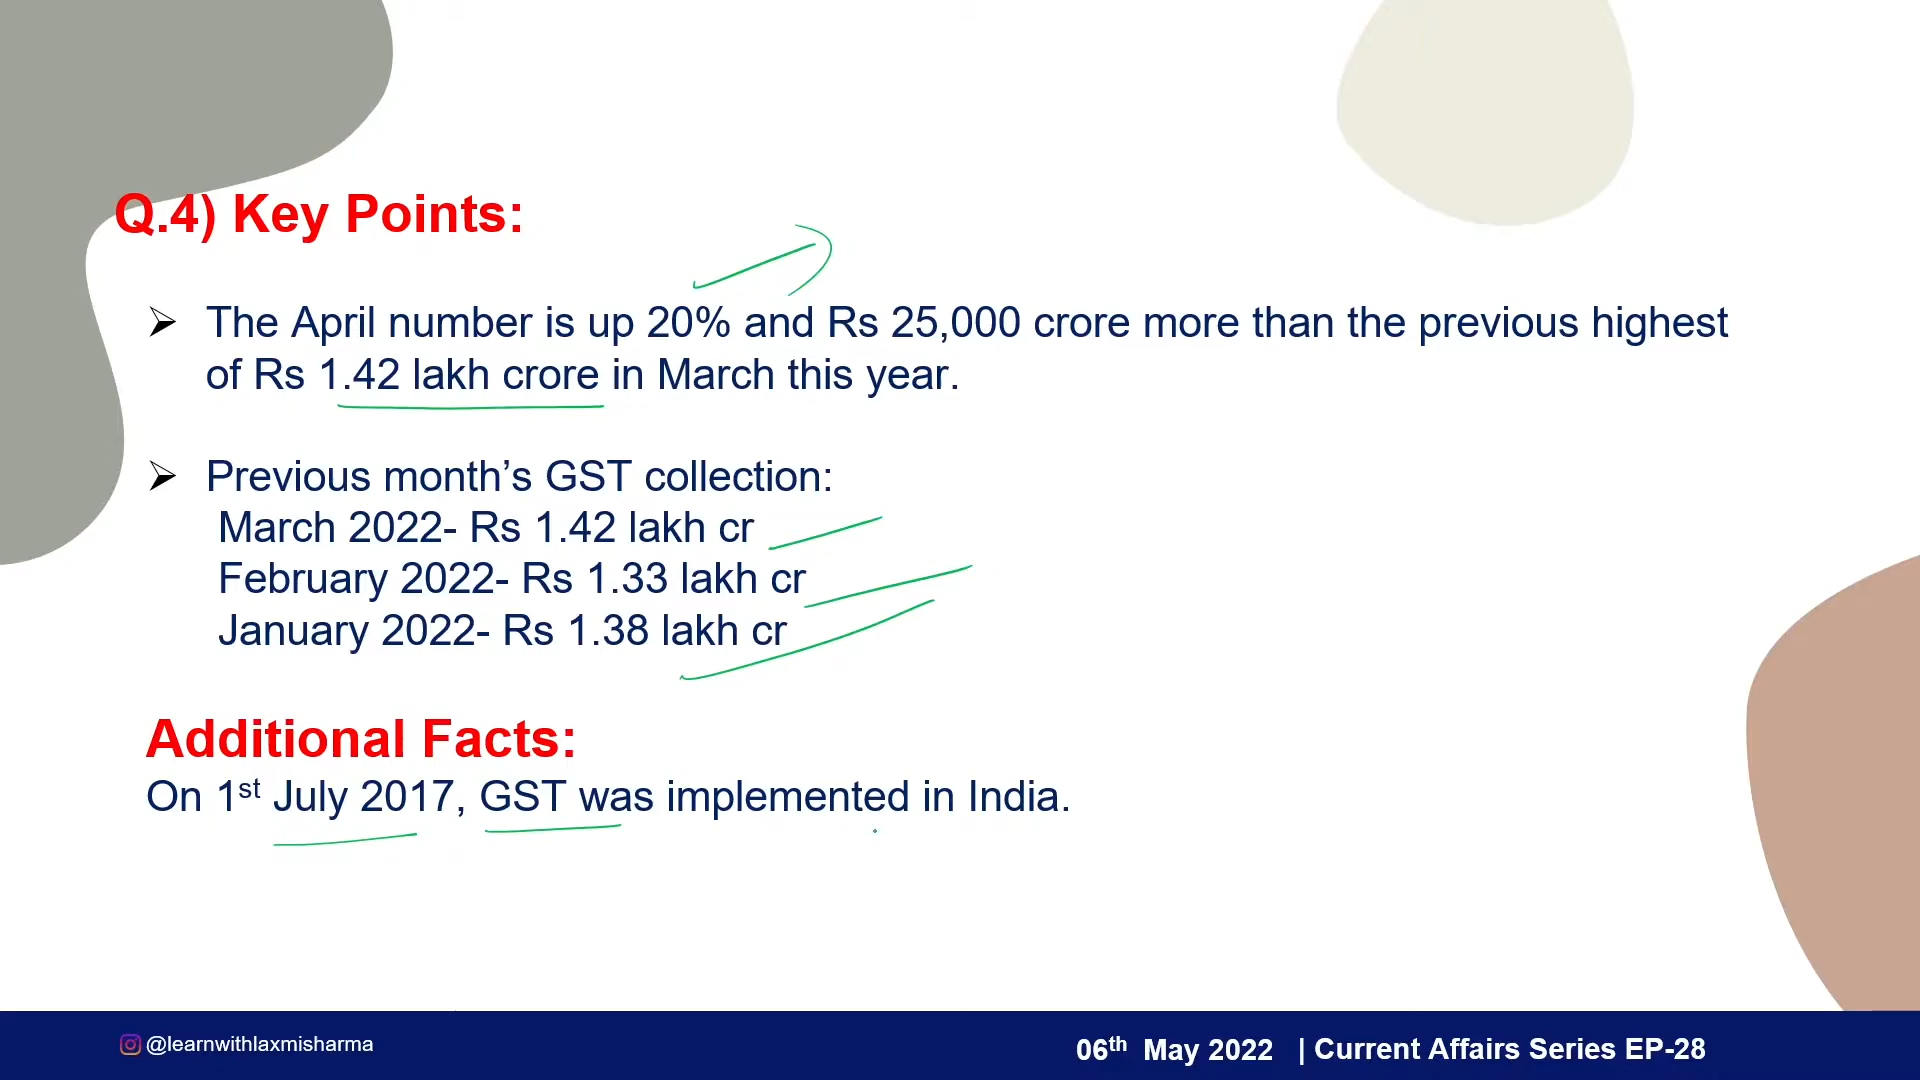 Q.4) Key Points:
➢ The April number is up 20% and Rs 25,000 crore more than the previous highest
of Rs 1.42 lakh crore in March this year.
➢ Previous month’s GST collection:
March 2022- Rs 1.42 lakh cr
February 2022- Rs 1.33 lakh cr
January 2022- Rs 1.38 lakh cr
Additional Facts:
On 1st July 2017, GST was implemented in India.
@learnwithlaxmisharma
06th May 2022 | Current Affairs Series EP-28